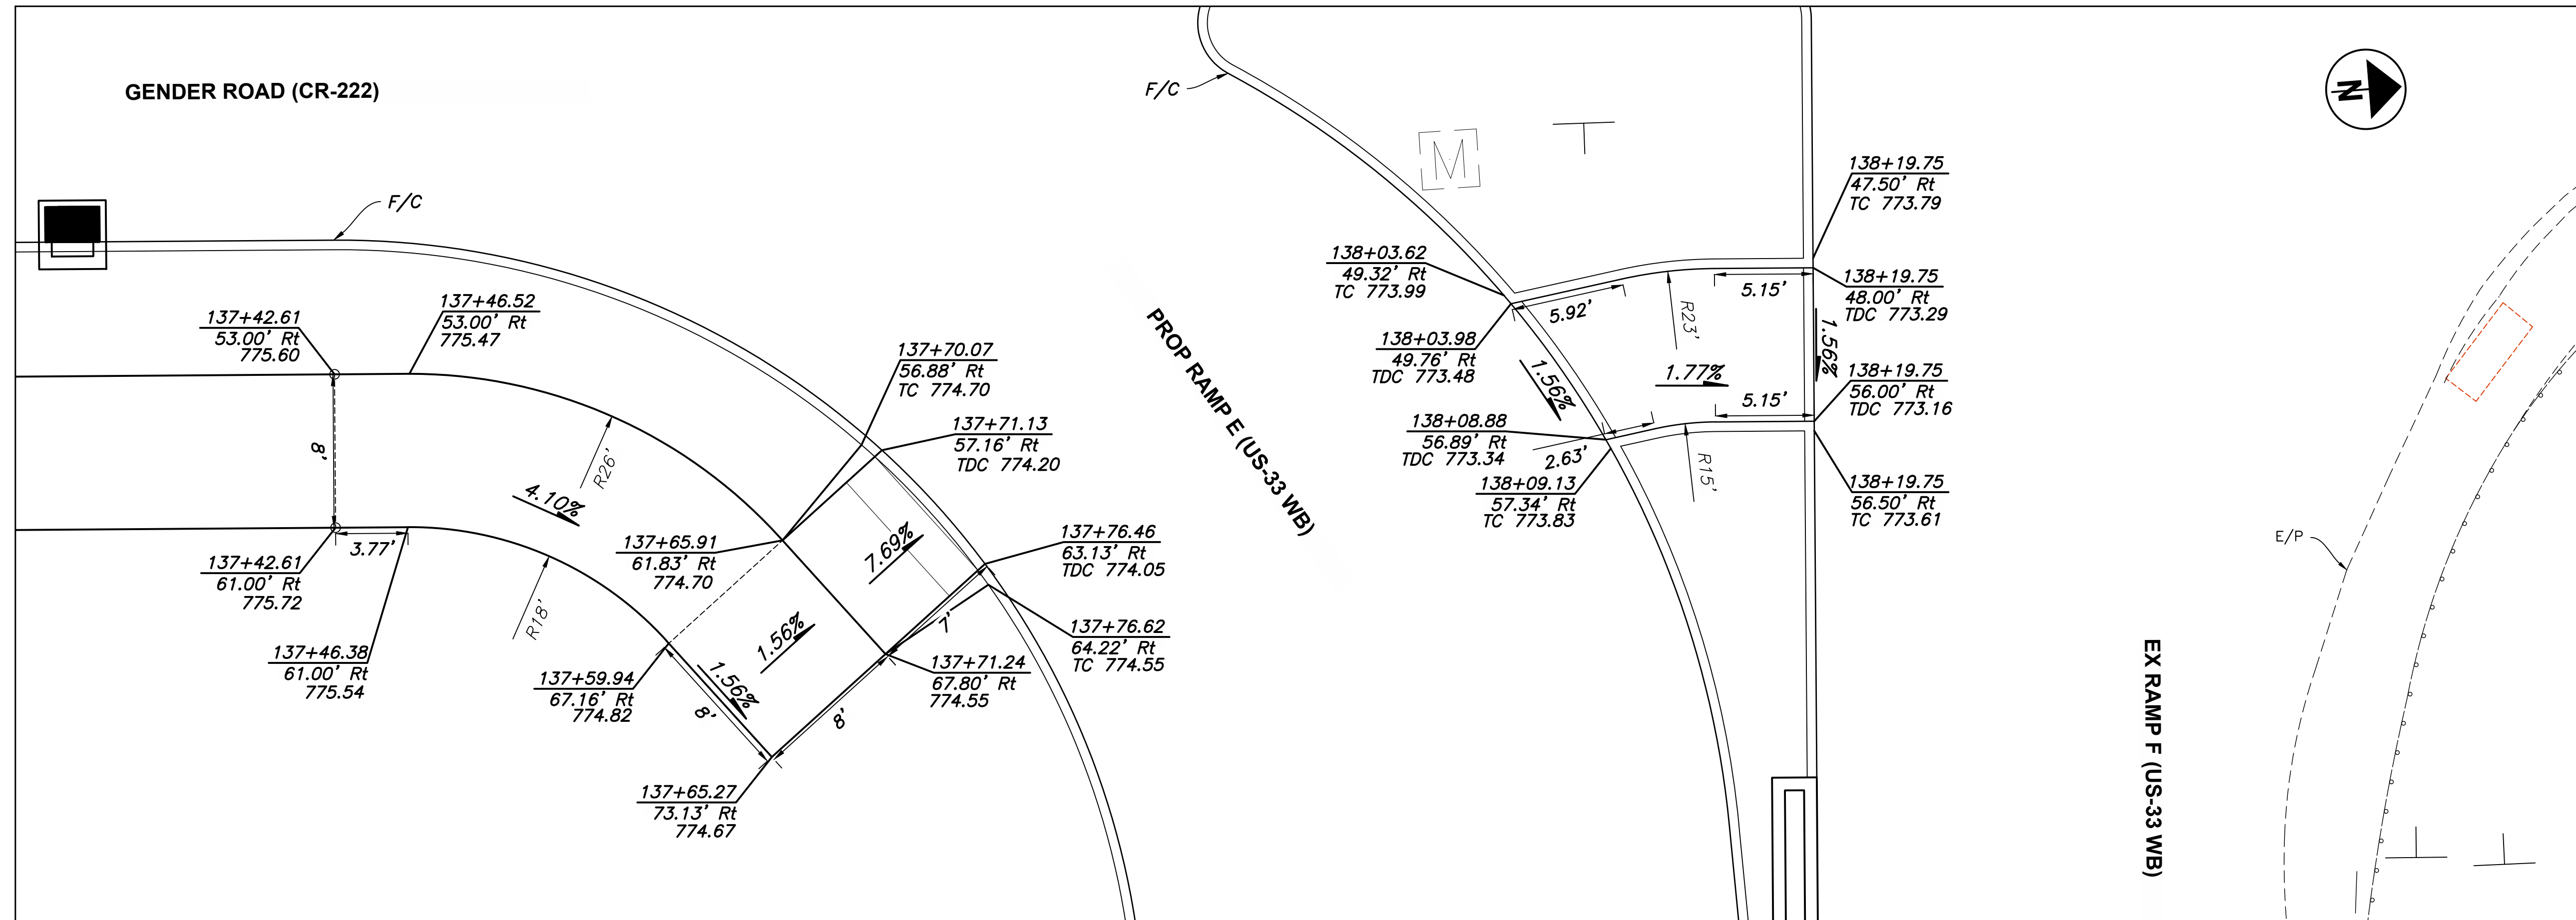 GENDER ROAD (CR-222)
F/C
137+42.61
53.00' Rt
775.60
137+46.52
53.00' Rt
775.47
8'
3.77'
137+42.61
61.00' Rt
775.72
137+46.38
61.00' Rt
775.54
R26'
4.10%
R18'
137+70.07
56.88' Rt
TC 774.70
137+71.13
57.16' Rt
TDC 774.20
137+65.91
61.83' Rt
774.70
7.69%
137+76.46
63.13' Rt
TDC 774.05
7'
137+76.62
64.22' Rt
TC 774.55
1.56%
137+59.94
67.16' Rt
774.82
1.56%
8'
8'
137+71.24
67.80' Rt
774.55
137+65.27
73.13' Rt
774.67
PROP RAMP E (US-33 WB)
F/C
M
138+03.62
49.32' Rt
TC 773.99
138+03.98
49.76' Rt
TDC 773.48
5.92'
R23'
5.15'
1.56%
1.77%
1.56%
5.15'
138+08.88
56.89' Rt
TDC 773.34
2.63'
R15'
138+09.13
57.34' Rt
TC 773.83
138+19.75
47.50' Rt
TC 773.79
138+19.75
48.00' Rt
TDC 773.29
138+19.75
56.00' Rt
TDC 773.16
138+19.75
56.50' Rt
TC 773.61
N
E/P
EX RAMP F (US-33 WB)